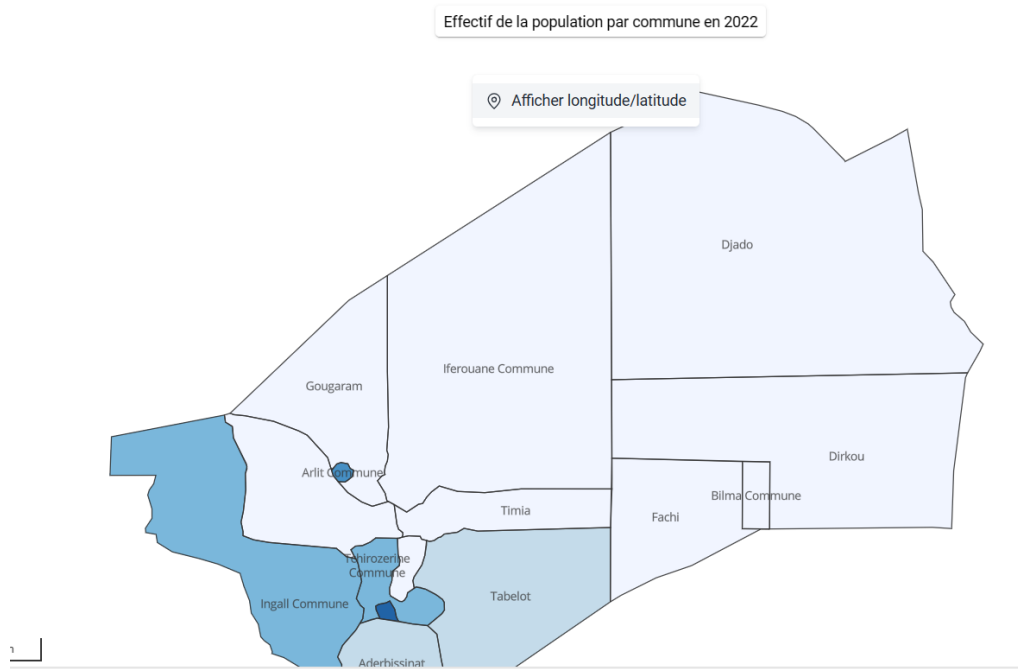 Effectif de la population par commune en 2022
Afficher longitude/latitude
Djado
Iferouane Commune
Gougaram
Dirkou
Arlit Commune
Bilma Commune
Timia
Fachi
Tchirozerine
Commune
Tabelot
Ingall Commune
Aderbissinat